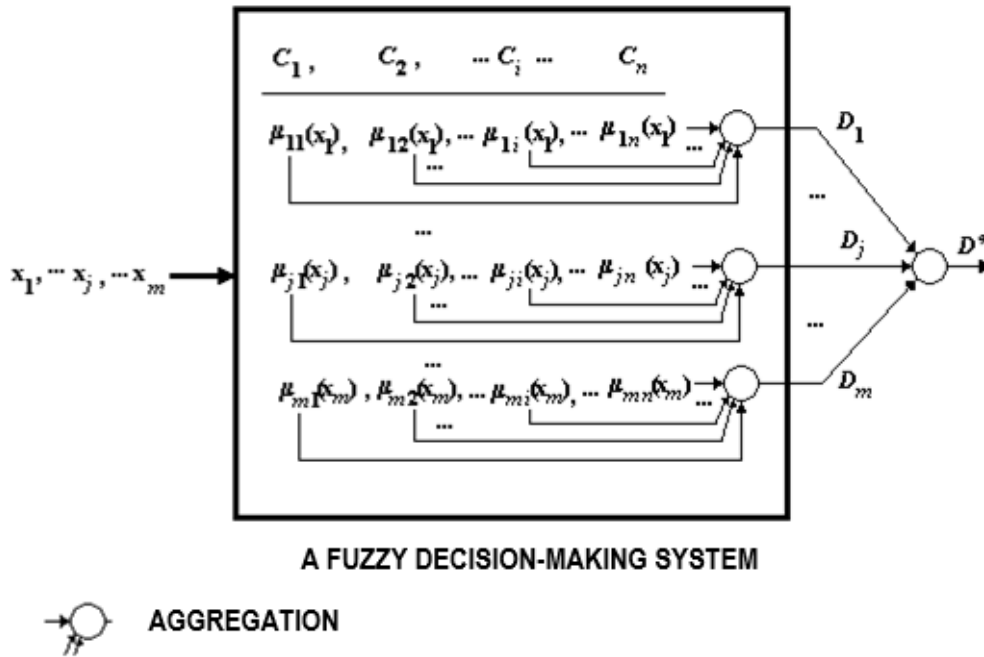 C₁, C₂, ... Cᵢ ... Cₙ
μ₁₁(x₁), μ₁₂(x₁), ... μ₁ᵢ(x₁), ... μ₁ₙ(x₁) D₁
... ...
...
...
x₁, ... xⱼ, ... xₘ μⱼ₁(xⱼ), μⱼ₂(xⱼ), ... μⱼᵢ(xⱼ), ... μⱼₙ(xⱼ) Dⱼ D*
... ...
...
...
μₘ₁(xₘ), μₘ₂(xₘ), ... μₘᵢ(xₘ), ... μₘₙ(xₘ) Dₘ
... ...
A FUZZY DECISION-MAKING SYSTEM
AGGREGATION